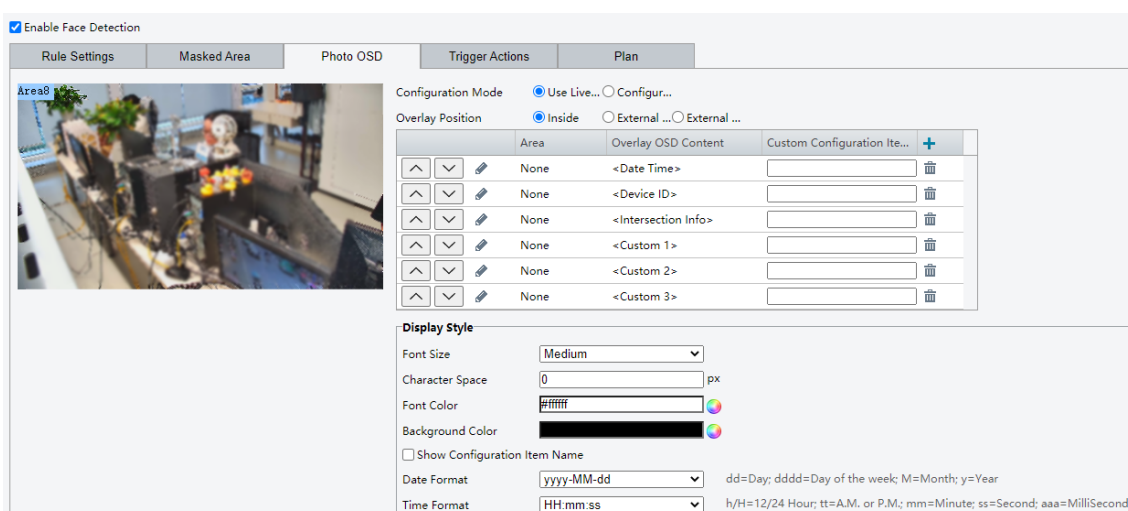 Enable Face Detection
Rule Settings Masked Area Photo OSD Trigger Actions Plan
Area8
Configuration Mode Use Live... Configur...
Overlay Position Inside External ... External ...
Area Overlay OSD Content Custom Configuration Ite...
None <Date Time>
None <Device ID>
None <Intersection Info>
None <Custom 1>
None <Custom 2>
None <Custom 3>
Display Style
Font Size Medium
Character Space 0 px
Font Color #ffffff
Background Color
Show Configuration Item Name
Date Format yyyy-MM-dd dd=Day; dddd=Day of the week; M=Month; y=Year
Time Format HH:mm:ss h/H=12/24 Hour; tt=A.M. or P.M.; mm=Minute; ss=Second; aaa=MilliSecond